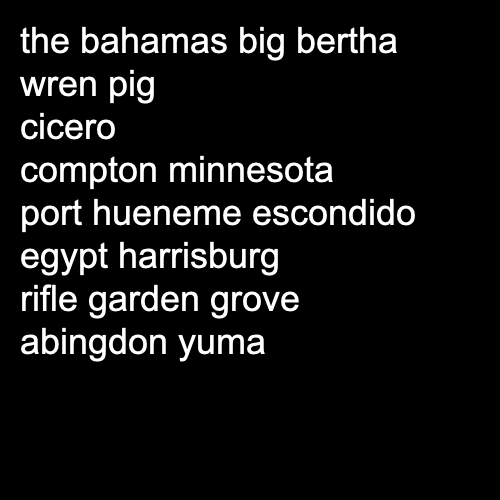 the bahamas big bertha
wren pig
cicero
compton minnesota
port hueneme escondido
egypt harrisburg
rifle garden grove
abingdon yuma